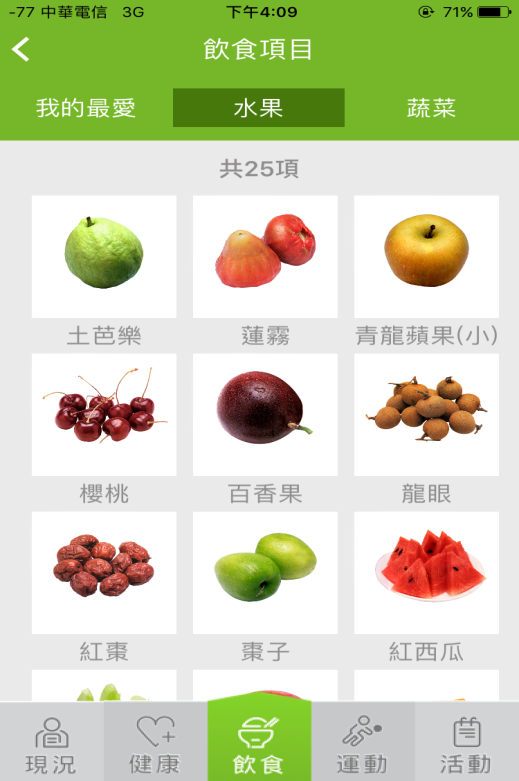 -77 中華電信 3G 下午4:09 71%
飲食項目
我的最愛 水果 蔬菜
共25項
土芭樂 蓮霧 青龍蘋果(小)
櫻桃 百香果 龍眼
紅棗 棗子 紅西瓜
現況 健康 飲食 運動 活動